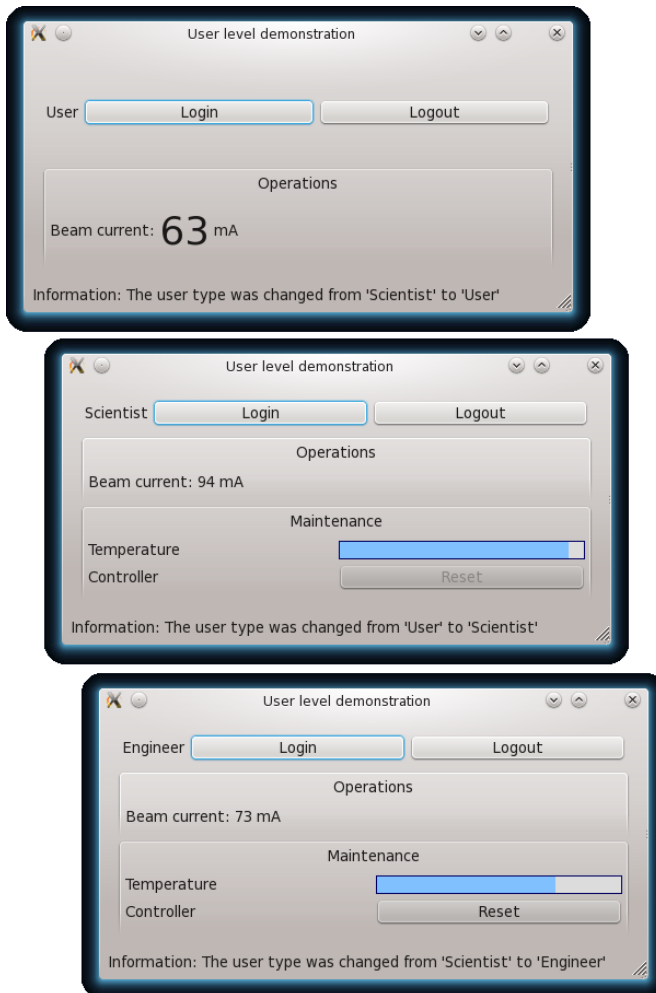 User level demonstration
User Login Logout
Operations
Beam current: 63 mA
Information: The user type was changed from 'Scientist' to 'User'
User level demonstration
Scientist Login Logout
Operations
Beam current: 94 mA
Maintenance
Temperature
Controller Reset
Information: The user type was changed from 'User' to 'Scientist'
User level demonstration
Engineer Login Logout
Operations
Beam current: 73 mA
Maintenance
Temperature
Controller Reset
Information: The user type was changed from 'Scientist' to 'Engineer'